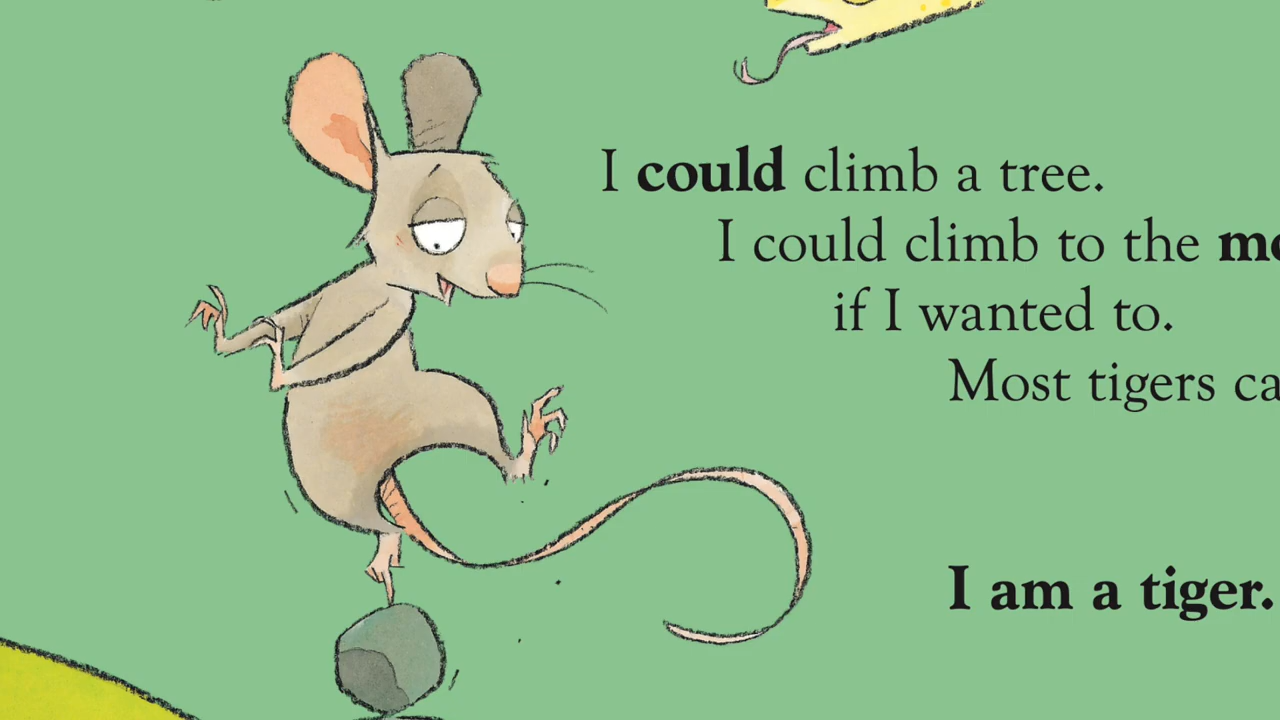 I could climb a tree.
I could climb to the
if I wanted to.
Most tigers
I am a tiger.